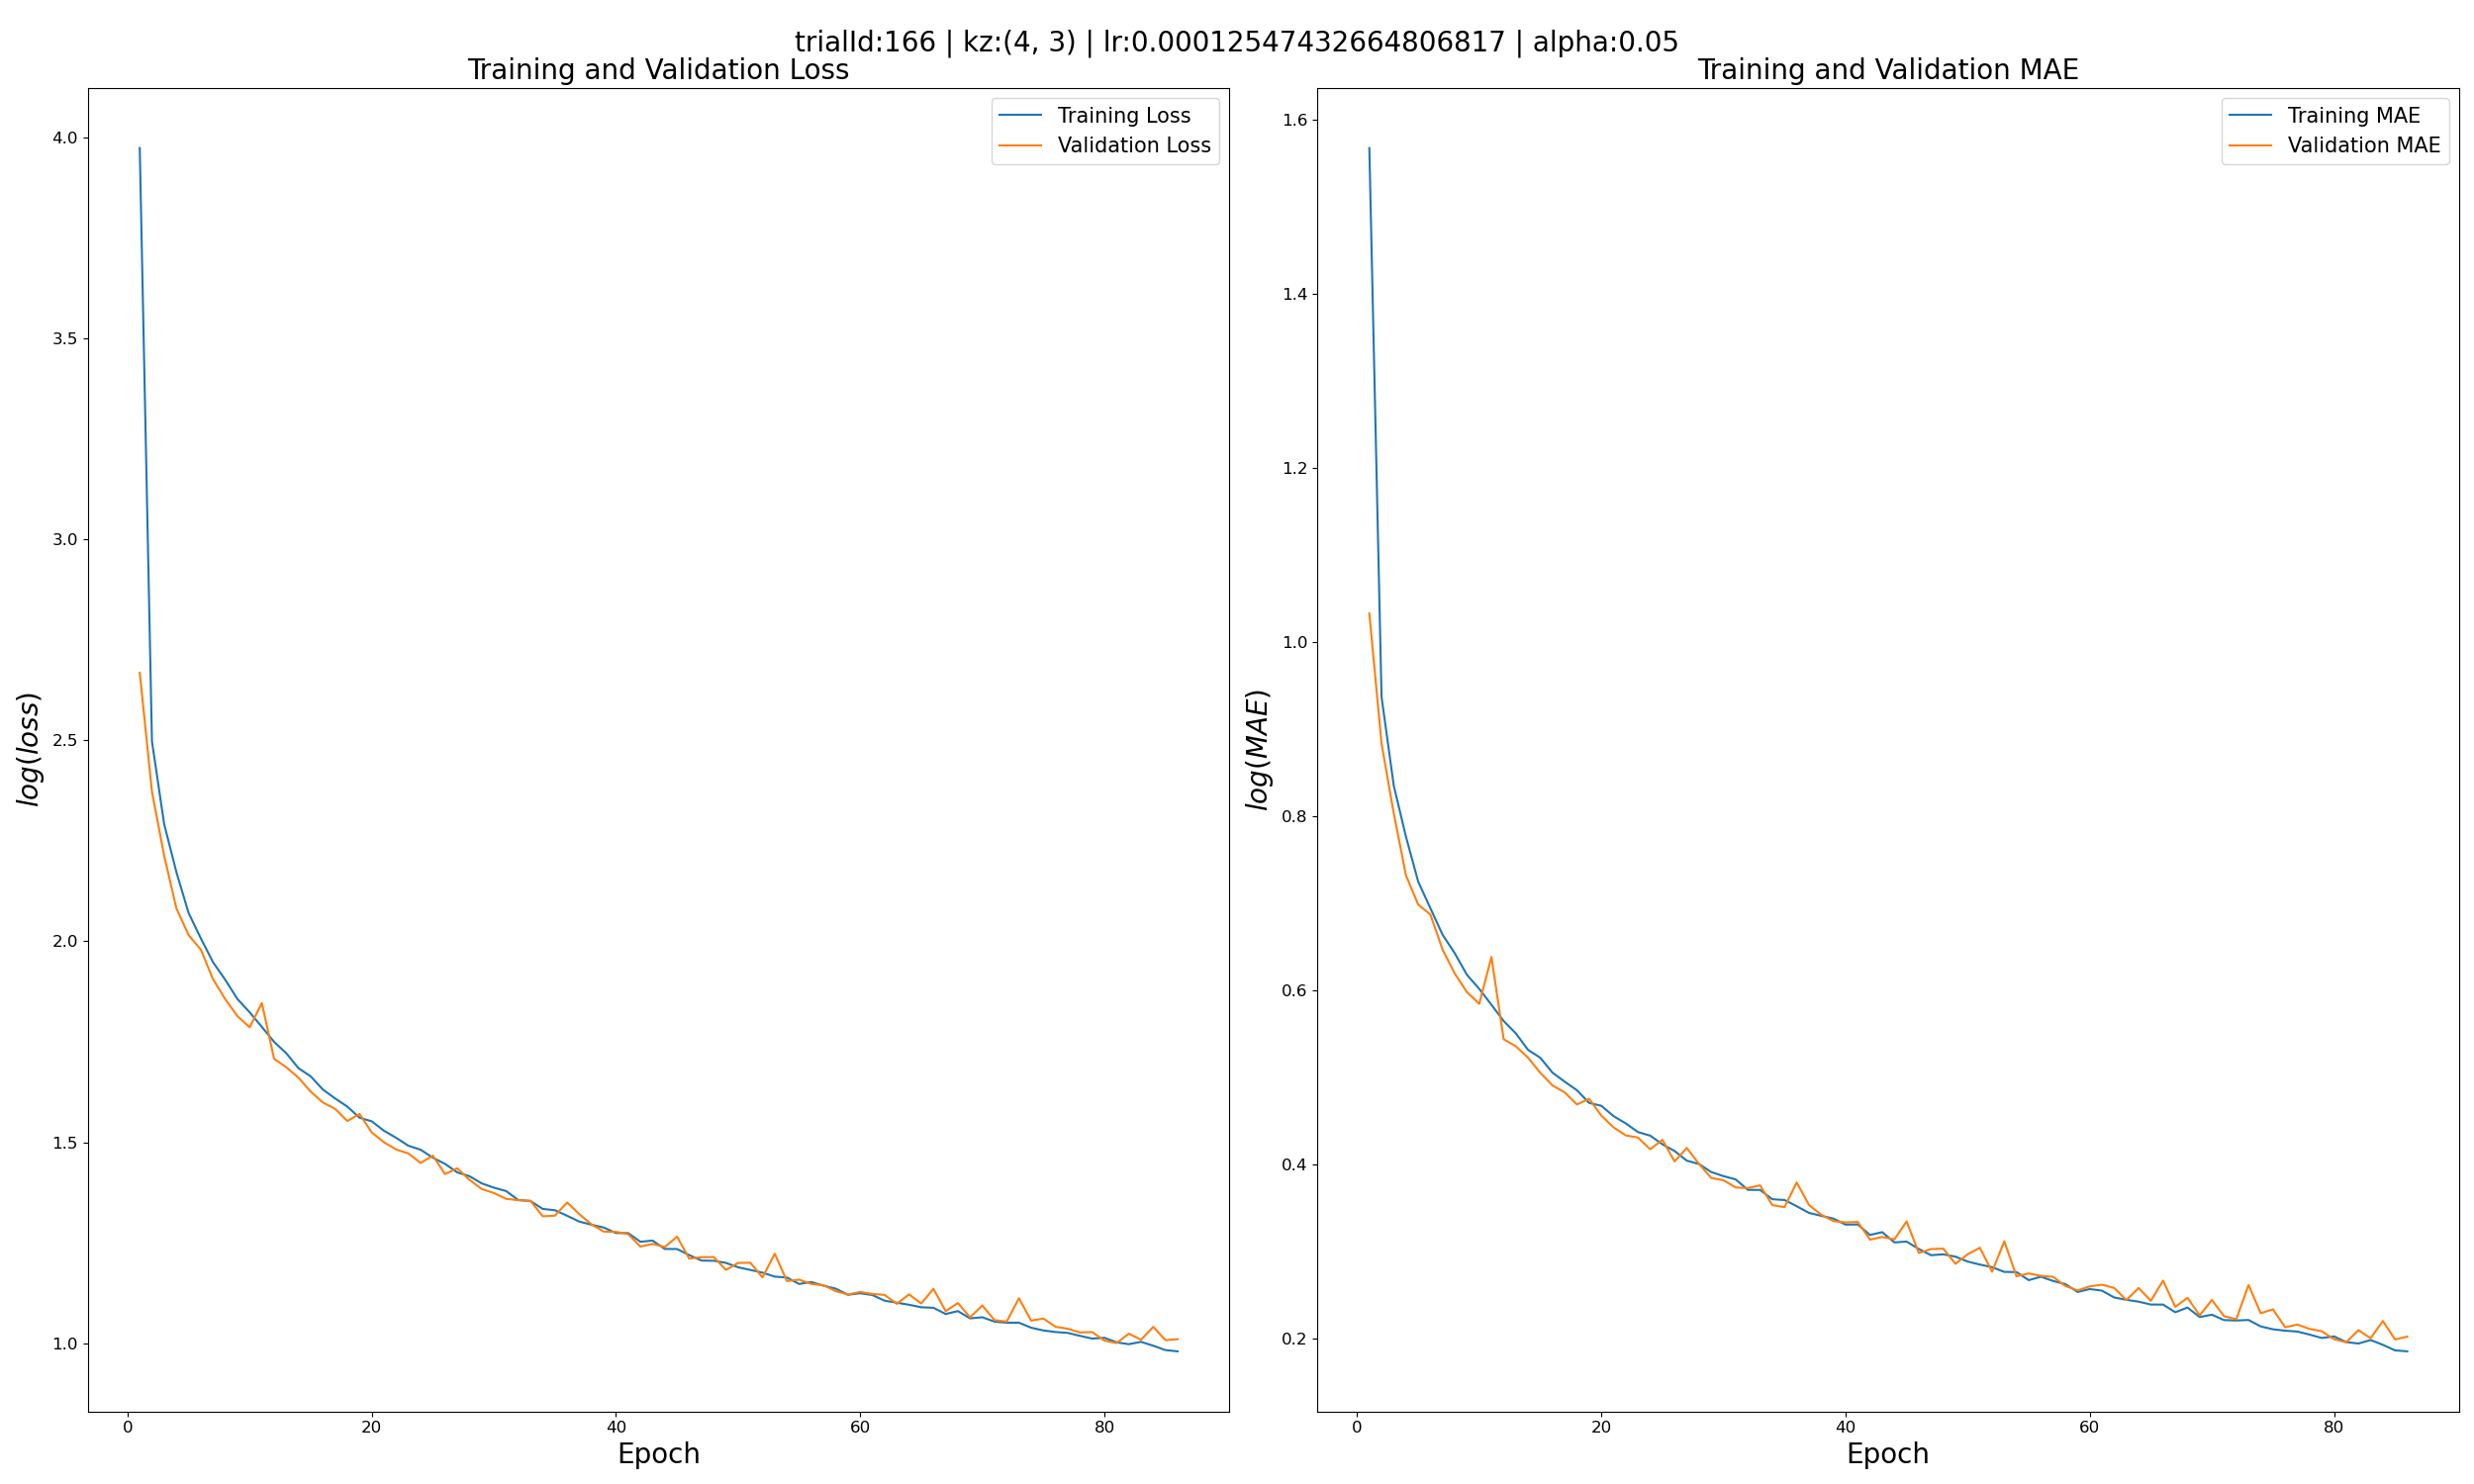 trialId:166 | kz:(4, 3) | lr:0.00012547432664806817 | alpha:0.05
Training and Validation Loss
Training Loss
Validation Loss
4.0
3.5
3.0
2.5
2.0
1.5
1.0
log(loss)
0 20 40 60 80
Epoch
Training and Validation MAE
Training MAE
Validation MAE
1.6
1.4
1.2
1.0
0.8
0.6
0.4
0.2
log(MAE)
0 20 40 60 80
Epoch